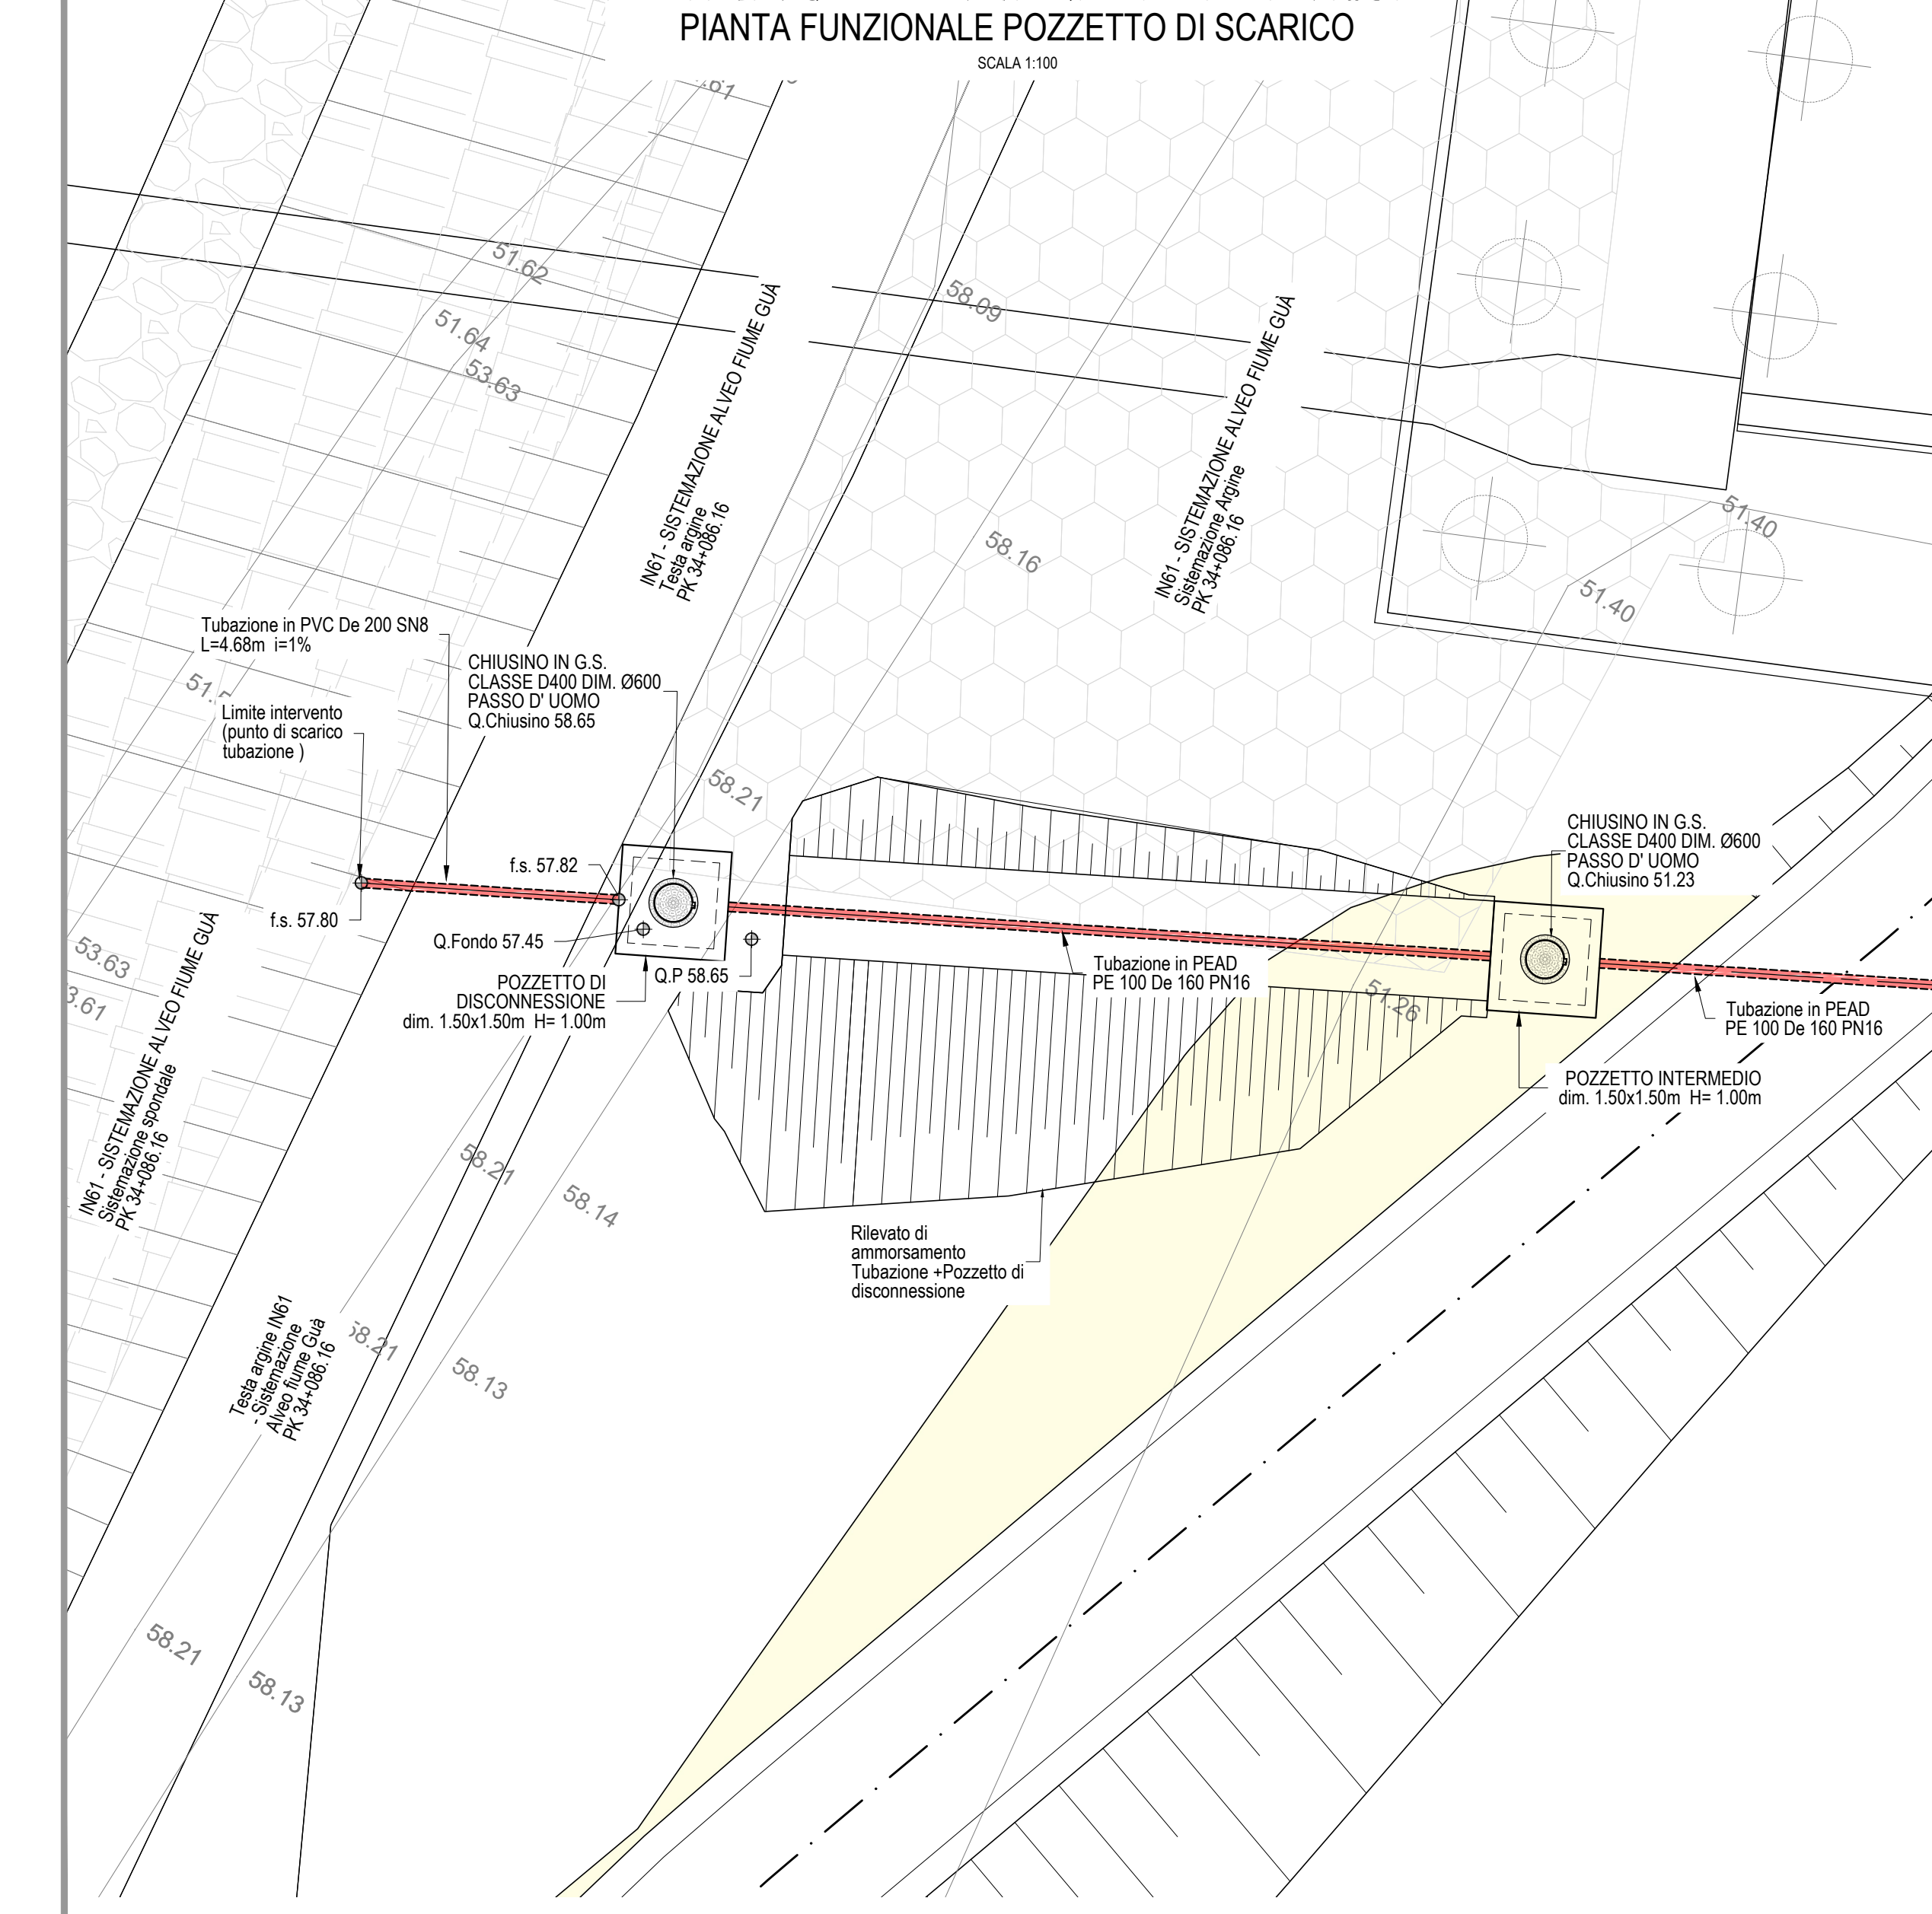 PIANTA FUNZIONALE POZZETTO DI SCARICO
SCALA 1:100
51.62
51.64
53.63
58.09
IN61 - SISTEMAZIONE ALVEO FIUME GUÀ
Testa argine
PK 34+086.16
IN61 - SISTEMAZIONE ALVEO FIUME GUÀ
Sistemazione Argine
PK 34+086.16
58.16
51.40
51.40
Tubazione in PVC De 200 SN8
L=4.68m i=1%
CHIUSINO IN G.S.
CLASSE D400 DIM. Ø600
PASSO D' UOMO
Q.Chiusino 58.65
Limite intervento
(punto di scarico
tubazione )
58.21
CHIUSINO IN G.S.
CLASSE D400 DIM. Ø600
PASSO D' UOMO
Q.Chiusino 51.23
f.s. 57.82
f.s. 57.80
Q.Fondo 57.45
Q.P 58.65
POZZETTO DI
DISCONNESSIONE
dim. 1.50x1.50m H= 1.00m
Tubazione in PEAD
PE 100 De 160 PN16
51.26
Tubazione in PEAD
PE 100 De 160 PN16
POZZETTO INTERMEDIO
dim. 1.50x1.50m H= 1.00m
53.63
IN61 - SISTEMAZIONE ALVEO FIUME GUÀ
Sistemazione spondale
PK 34+086.16
58.21
58.14
Rilevato di
ammorsamento
Tubazione +Pozzetto di
disconnessione
Testa argine IN61
- Sistemazione
Alveo fiume Guà
PK 34+086.16
58.21
58.13
58.21
58.13